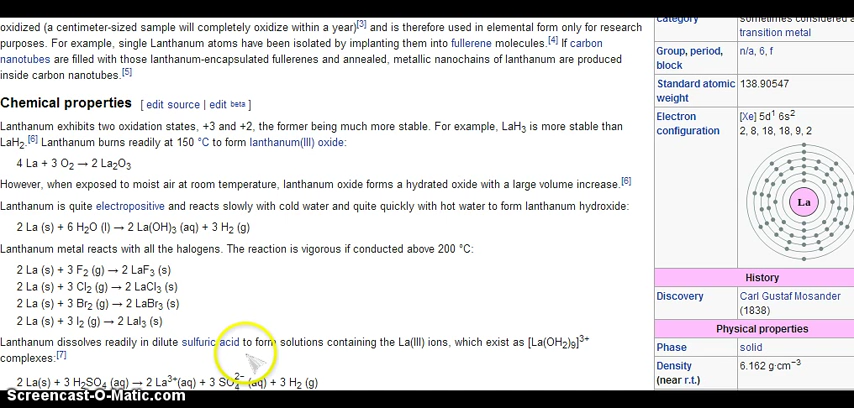 oxidized (a centimeter-sized sample will completely oxidize within a year)[3] and is therefore used in elemental form only for research
purposes. For example, single Lanthanum atoms have been isolated by implanting them into fullerene molecules.[4] If carbon
nanotubes are filled with those lanthanum-encapsulated fullerenes and annealed, metallic nanochains of lanthanum are produced
inside carbon nanotubes.[5]
Chemical properties [ edit source | edit beta ]
Lanthanum exhibits two oxidation states, +3 and +2, the former being much more stable. For example, LaH3 is more stable than
LaH2.[6] Lanthanum burns readily at 150 °C to form lanthanum(III) oxide:
4 La + 3 O2 → 2 La2O3
However, when exposed to moist air at room temperature, lanthanum oxide forms a hydrated oxide with a large volume increase.[6]
Lanthanum is quite electropositive and reacts slowly with cold water and quite quickly with hot water to form lanthanum hydroxide:
2 La (s) + 6 H2O (l) → 2 La(OH)3 (aq) + 3 H2 (g)
Lanthanum metal reacts with all the halogens. The reaction is vigorous if conducted above 200 °C:
2 La (s) + 3 F2 (g) → 2 LaF3 (s)
2 La (s) + 3 Cl2 (g) → 2 LaCl3 (s)
2 La (s) + 3 Br2 (g) → 2 LaBr3 (s)
2 La (s) + 3 I2 (g) → 2 LaI3 (s)
Lanthanum dissolves readily in dilute sulfuric acid to form solutions containing the La(III) ions, which exist as [La(OH2)9]3+
complexes:[7]
2 La(s) + 3 H2SO4 (aq) → 2 La3+(aq) + 3 SO42− (aq) + 3 H2 (g)
Category sometimes considered a
transition metal
Group, period, n/a, 6, f
block
Standard atomic 138.90547
weight
Electron [Xe] 5d1 6s2
configuration 2, 8, 18, 18, 9, 2
La
History
Discovery Carl Gustaf Mosander
(1838)
Physical properties
Phase solid
Density 6.162 g·cm−3
(near r.t.)
Screencast-O-Matic.com